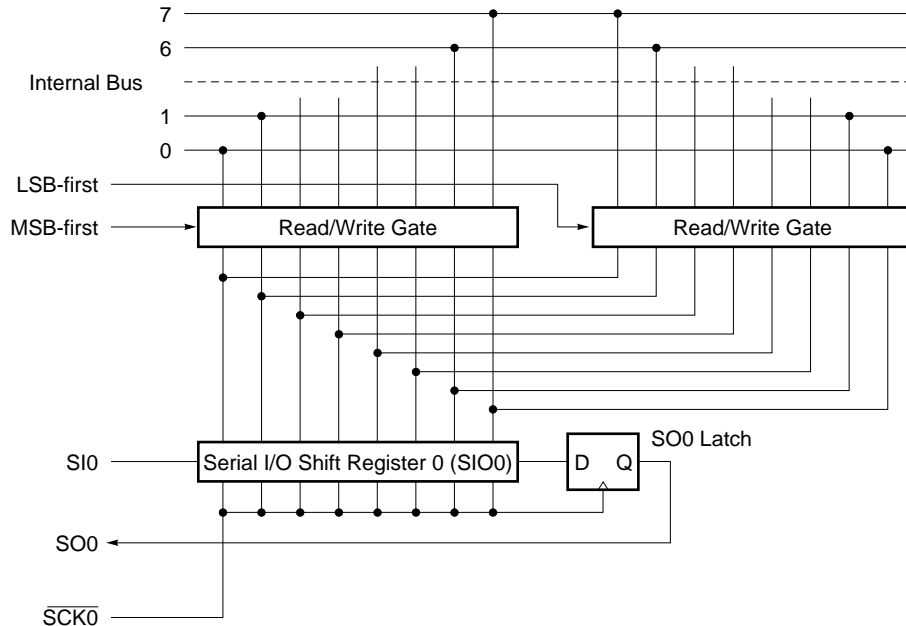 7
6
Internal Bus
1
0
LSB-first
MSB-first
Read/Write Gate
Read/Write Gate
SO0 Latch
SI0
Serial I/O Shift Register 0 (SIO0)
D Q
SO0
SCK0